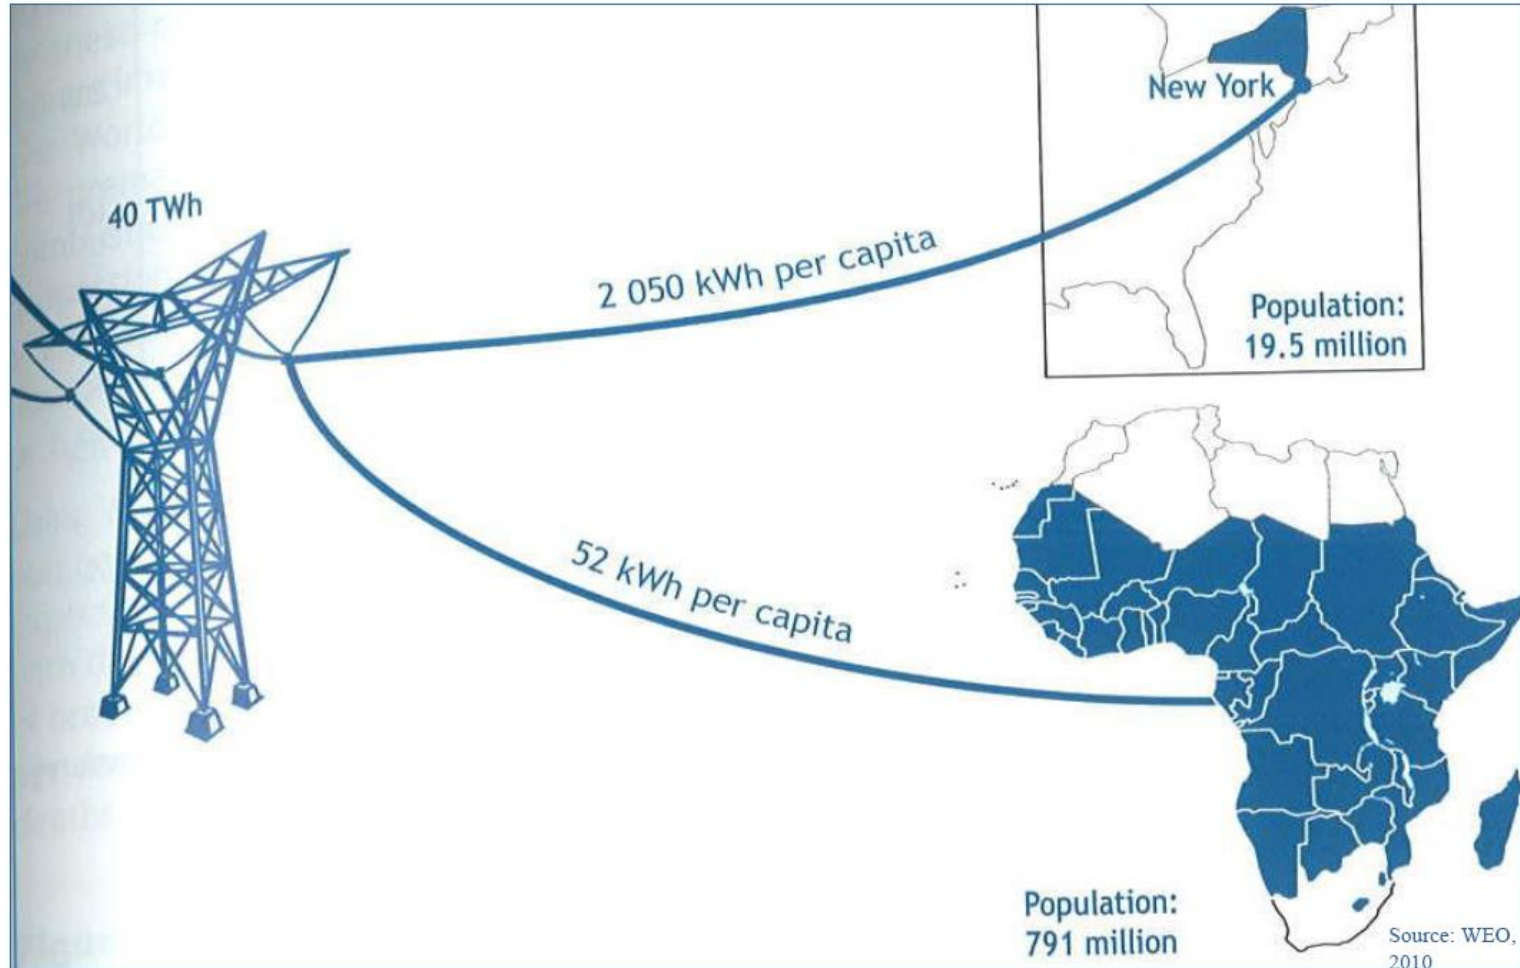 40 TWh
New York
2 050 kWh per capita
Population:
19.5 million
52 kWh per capita
Population:
791 million
Source: WEO,
2010